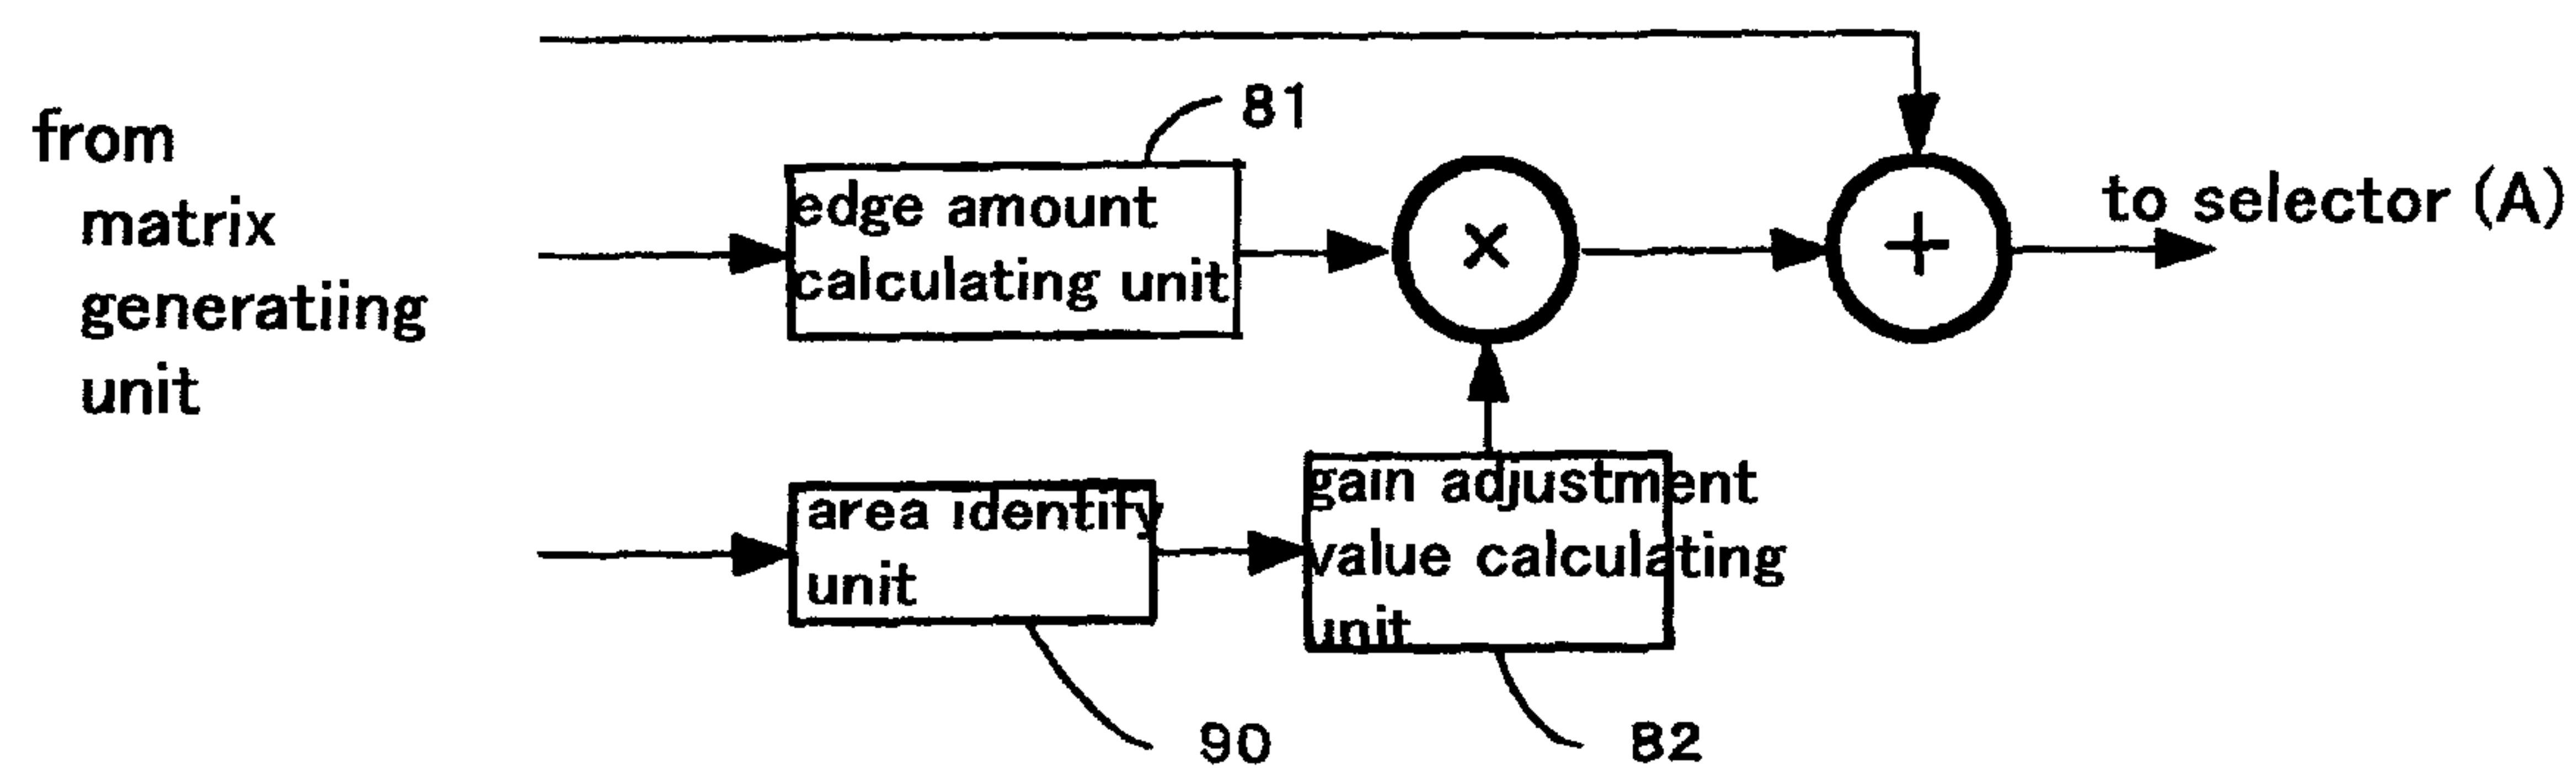 from
matrix
generatiing
unit
81
edge amount
calculating unit
×
+
to selector (A)
area identify
unit
gain adjustment
value calculating
unit
90
82